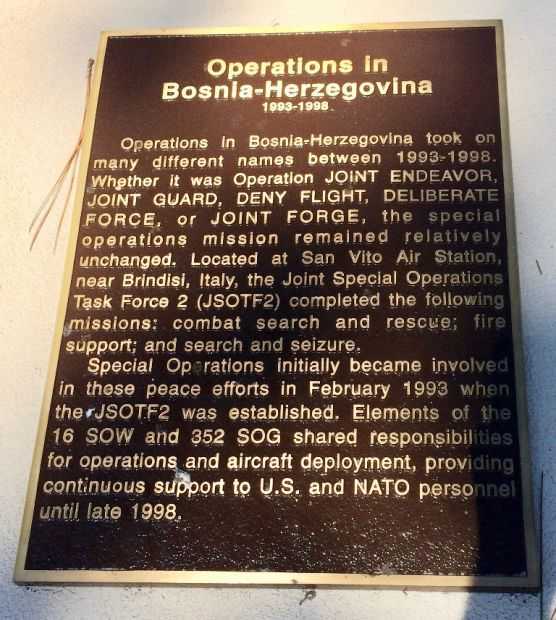 Operations in
Bosnia-Herzegovina
1993-1998
Operations in Bosnia-Herzegovina took on
many different names between 1993-1998.
Whether it was Operation JOINT ENDEAVOR,
JOINT GUARD, DENY FLIGHT, DELIBERATE
FORCE, or JOINT FORGE, the special
operations mission remained relatively
unchanged. Located at San Vito Air Station,
near Brindisi, Italy, the Joint Special Operations
Task Force 2 (JSOTF2) completed the following
missions: combat search and rescue; fire
support; and search and seizure.
Special Operations initially became involved
in these peace efforts in February 1993 when
the JSOTF2 was established. Elements of the
16 SOW and 352 SOG shared responsibilities
for operations and aircraft deployment, providing
continuous support to U.S. and NATO personnel
until late 1998.